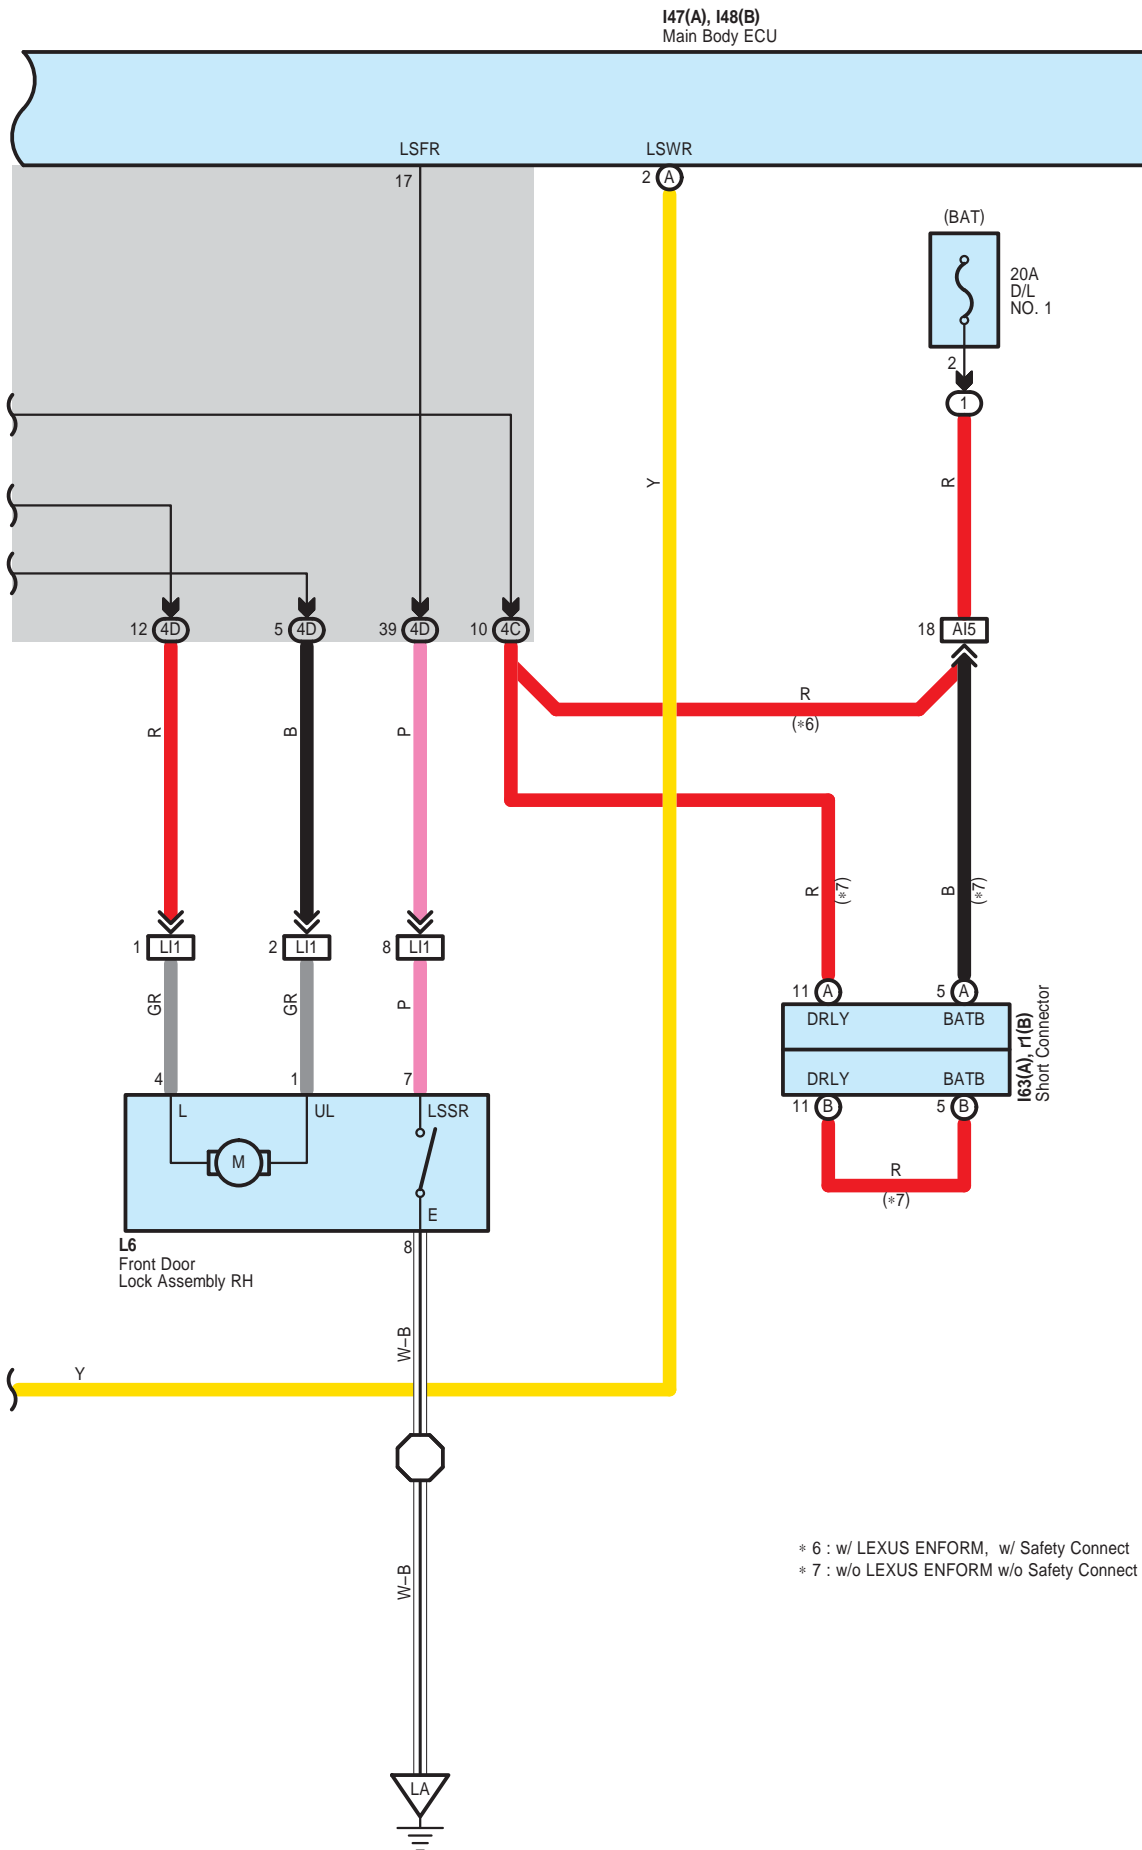 I47(A), I48(B)
Main Body ECU
LSFR
LSWR
17
2 A
(BAT)
20A
D/L
NO. 1
2
1
Y
R
12 4D
5 4D
39 4D
10 4C
18 AI5
R
B
P
R
(*6)
R
(*7)
B
(*7)
1 LI1
2 LI1
8 LI1
GR
GR
P
11 A
5 A
DRLY
BATB
DRLY
BATB
I63(A), r1(B)
Short Connector
11 B
5 B
R
(*7)
4
1
7
L
UL
LSSR
M
E
L6
Front Door
Lock Assembly RH
8
W-B
Y
W-B
* 6 : w/ LEXUS ENFORM, w/ Safety Connect
* 7 : w/o LEXUS ENFORM w/o Safety Connect
LA